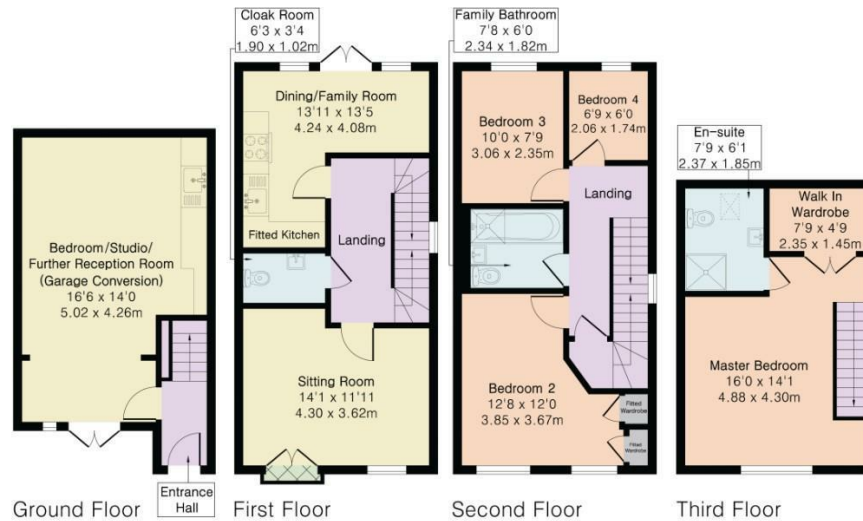 Cloak Room
6'3 x 3'4
1.90 x 1.02m
Family Bathroom
7'8 x 6'0
2.34 x 1.82m
Dining/Family Room
13'11 x 13'5
4.24 x 4.08m
Fitted Kitchen
Landing
Sitting Room
14'1 x 11'11
4.30 x 3.62m
Bedroom/Studio/
Further Reception Room
(Garage Conversion)
16'6 x 14'0
5.02 x 4.26m
Entrance
Hall
Bedroom 3
10'0 x 7'9
3.06 x 2.35m
Bedroom 4
6'9 x 6'0
2.06 x 1.74m
Landing
Bedroom 2
12'8 x 12'0
3.85 x 3.67m
Fitted
Wardrobe
Fitted
Wardrobe
En-suite
7'9 x 6'1
2.37 x 1.85m
Walk In
Wardrobe
7'9 x 4'9
2.35 x 1.45m
Master Bedroom
16'0 x 14'1
4.88 x 4.30m
Ground Floor
First Floor
Second Floor
Third Floor